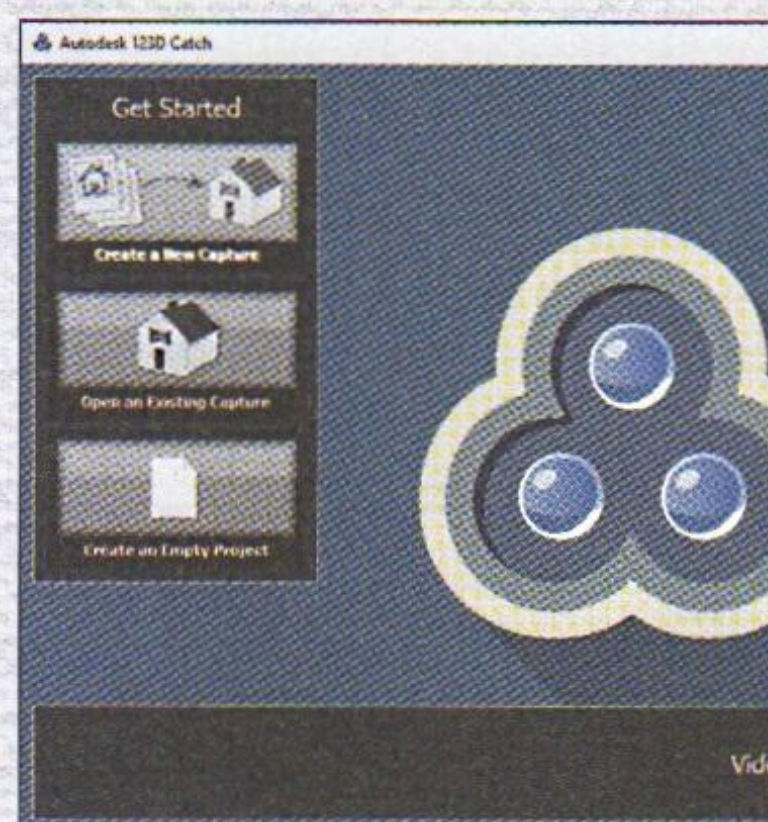 Autodesk 123D Catch
Get Started
Create a New Capture
Open an Existing Capture
Create an Empty Project